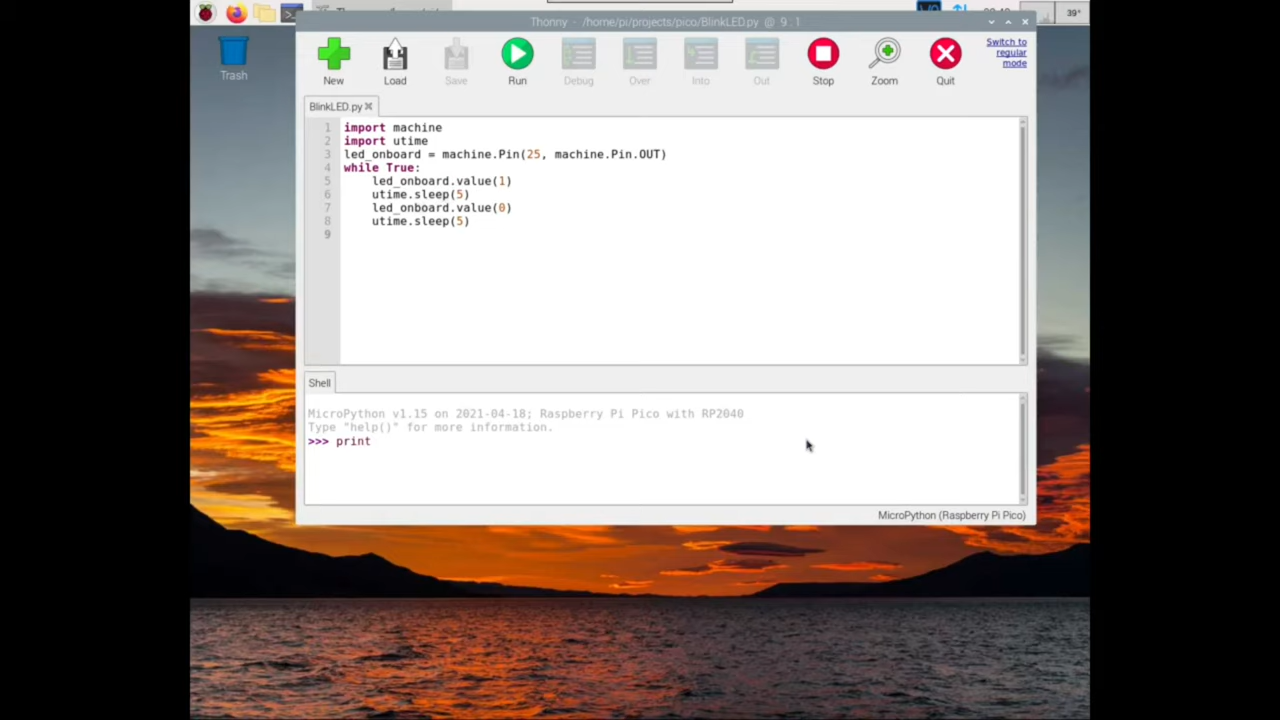 Thonny - /home/pi/projects/pico/BlinkLED.py @ 9 : 1
39°
Trash
New
Load
Save
Run
Debug
Over
Into
Out
Stop
Zoom
Quit
Switch to
regular
mode
BlinkLED.py
1 import machine
2 import utime
3 led_onboard = machine.Pin(25, machine.Pin.OUT)
4 while True:
5 led_onboard.value(1)
6 utime.sleep(5)
7 led_onboard.value(0)
8 utime.sleep(5)
9
Shell
MicroPython v1.15 on 2021-04-18; Raspberry Pi Pico with RP2040
Type "help()" for more information.
>>> print
MicroPython (Raspberry Pi Pico)